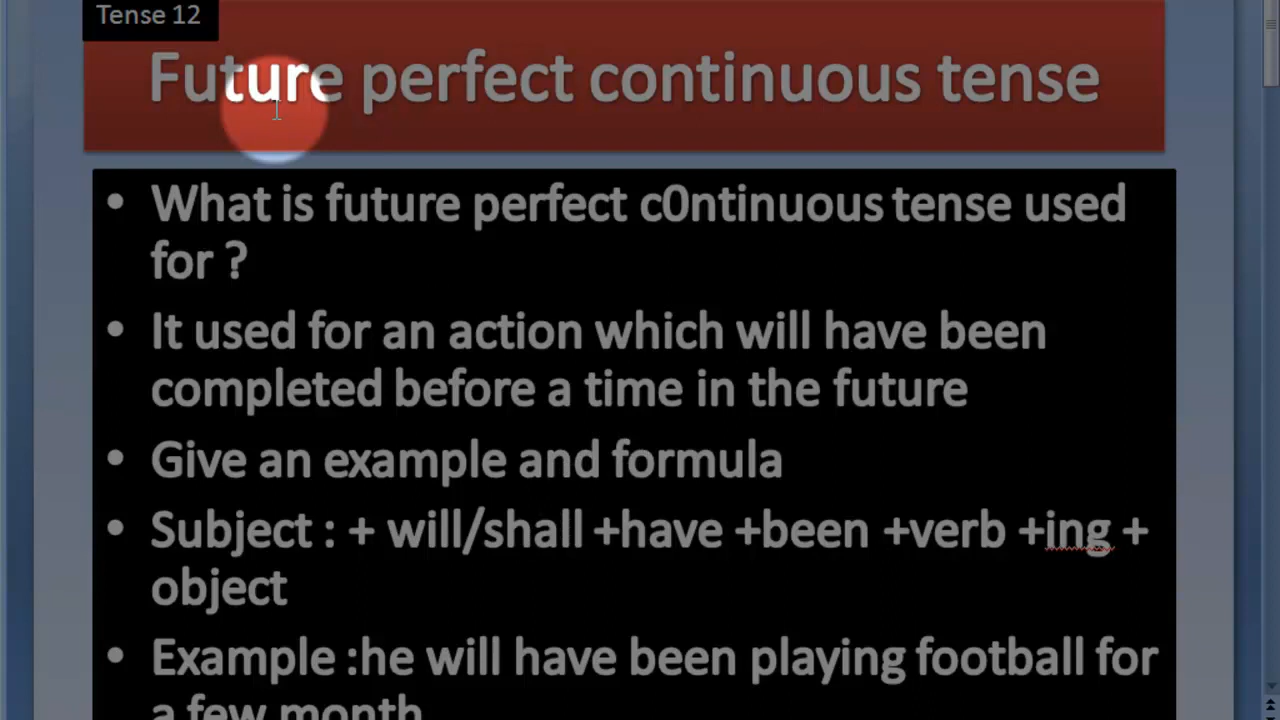 Tense 12
Future perfect continuous tense
• What is future perfect c0ntinuous tense used
for ?
• It used for an action which will have been
completed before a time in the future
• Give an example and formula
• Subject : + will/shall +have +been +verb +ing +
object
• Example :he will have been playing football for
a few month